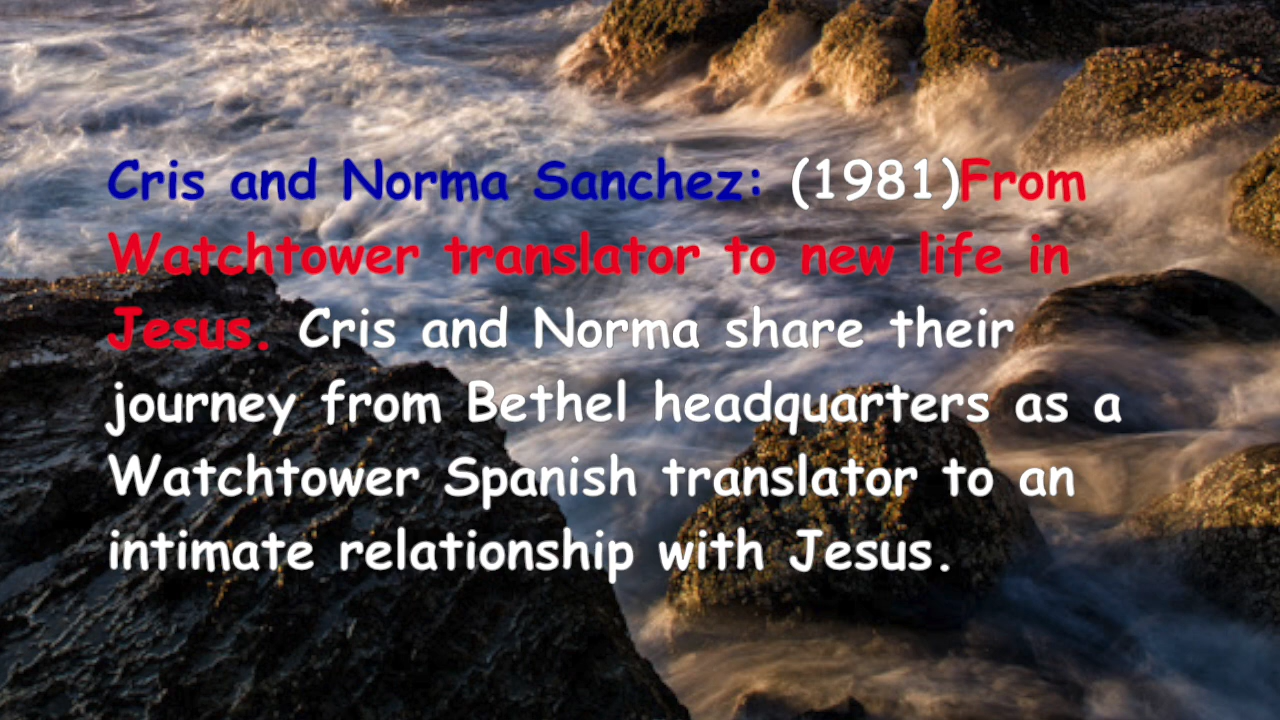 Cris and Norma Sanchez: (1981)From
Watchtower translator to new life in
Jesus. Cris and Norma share their
journey from Bethel headquarters as a
Watchtower Spanish translator to an
intimate relationship with Jesus.